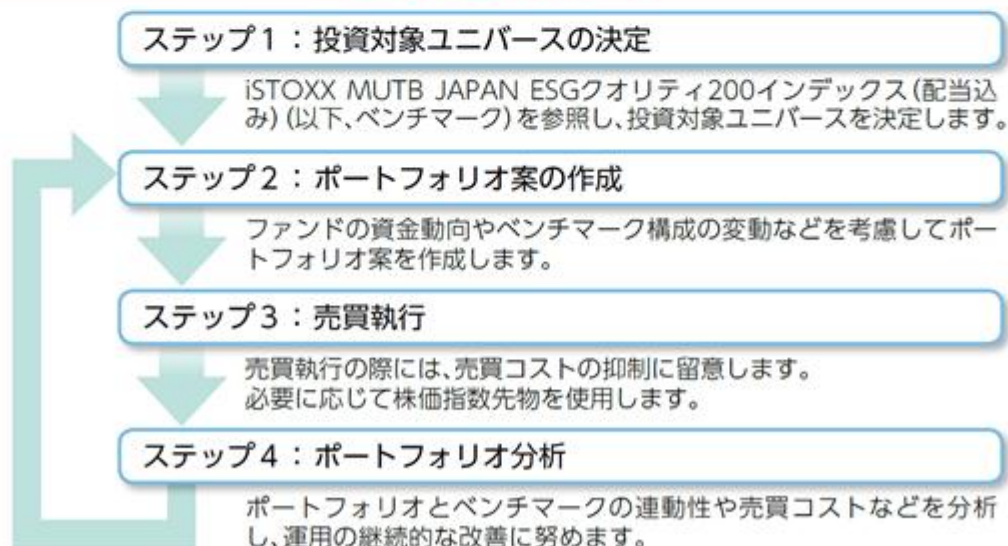 ステップ1：投資対象ユニバースの決定
iSTOXX MUTB JAPAN ESGクオリティ200インデックス(配当込
み)(以下、ベンチマーク)を参照し、投資対象ユニバースを決定します。
ステップ2：ポートフォリオ案の作成
ファンドの資金動向やベンチマーク構成の変動などを考慮してポー
トフォリオ案を作成します。
ステップ3：売買執行
売買執行の際には、売買コストの抑制に留意します。
必要に応じて株価指数先物を使用します。
ステップ4：ポートフォリオ分析
ポートフォリオとベンチマークの連動性や売買コストなどを分析
し、運用の継続的な改善に努めます。